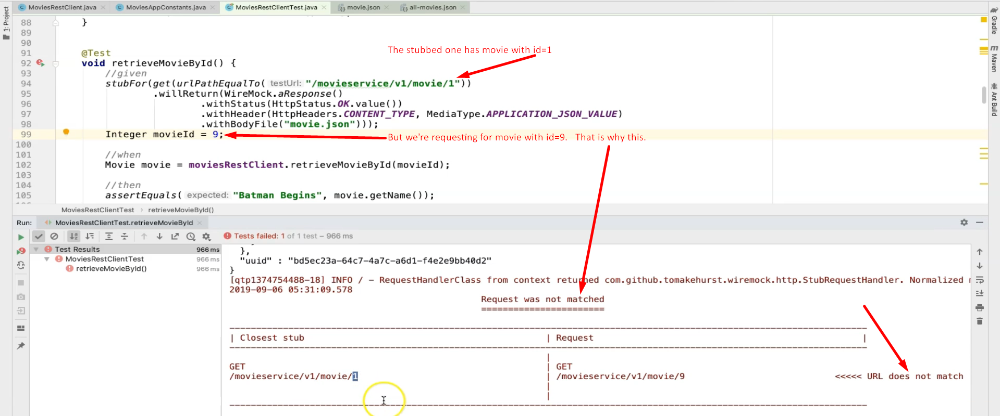 MoviesRestClient.java
MoviesAppConstants.java
MoviesRestClientTest.java
movie.json
all-movies.json
1: Project
Gradle
Maven
Ant Build
88 }
89
90
91 @Test
The stubbed one has movie with id=1
92 void retrieveMovieById() {
93 //given
94 stubFor(get(urlPathEqualTo( testUrl: "/movieservice/v1/movie/1"))
95 .willReturn(WireMock.aResponse()
96 .withStatus(HttpStatus.OK.value())
97 .withHeader(HttpHeaders.CONTENT_TYPE, MediaType.APPLICATION_JSON_VALUE)
98 .withBodyFile("movie.json")));
99 Integer movieId = 9;
But we're requesting for movie with id=9. That is why this.
100
101 //when
102 Movie movie = moviesRestClient.retrieveMovieById(movieId);
103
104 //then
105 assertEquals( expected: "Batman Begins", movie.getName());
MoviesRestClientTest > retrieveMovieById()
Run: MoviesRestClientTest.retrieveMovieById
Tests failed: 1 of 1 test – 966 ms
Test Results 966 ms
MoviesRestClientTest 966 ms
retrieveMovieById() 966 ms
},
"uuid" : "bd5ec23a-64c7-4a7c-a6d1-f4e2e9bb40d2"
}
[qtp1374754488-18] INFO / - RequestHandlerClass from context returned com.github.tomakehurst.wiremock.http.StubRequestHandler. Normalized
2019-09-06 05:31:09.578
Request was not matched
=======================
| Closest stub | Request |
GET | GET
/movieservice/v1/movie/1 | /movieservice/v1/movie/9 <<<<< URL does not match